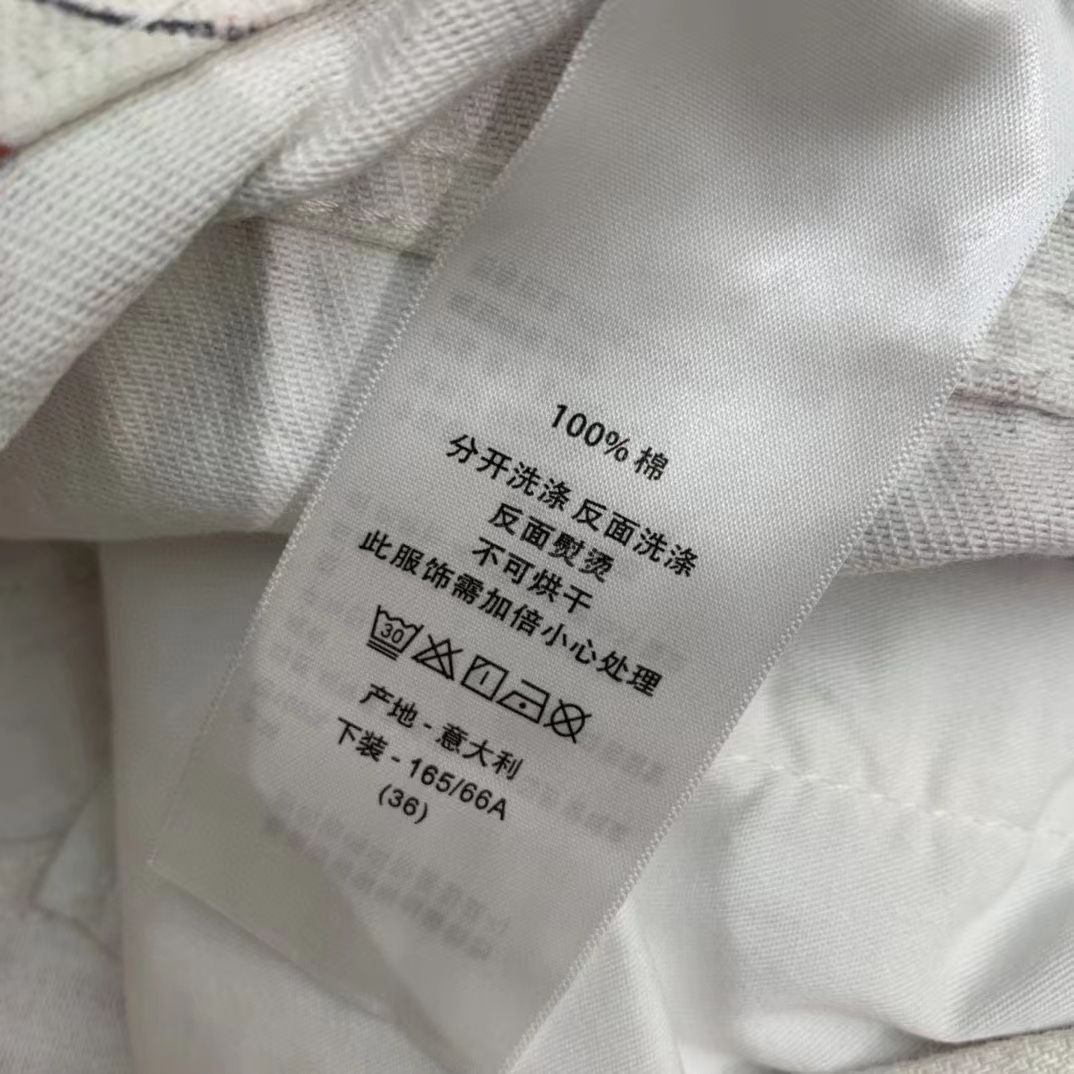 100% 棉
分开洗涤 反面洗涤
反面熨烫
不可烘干
此服饰需加倍小心处理
30
产地 - 意大利
下装 - 165/66A
(36)